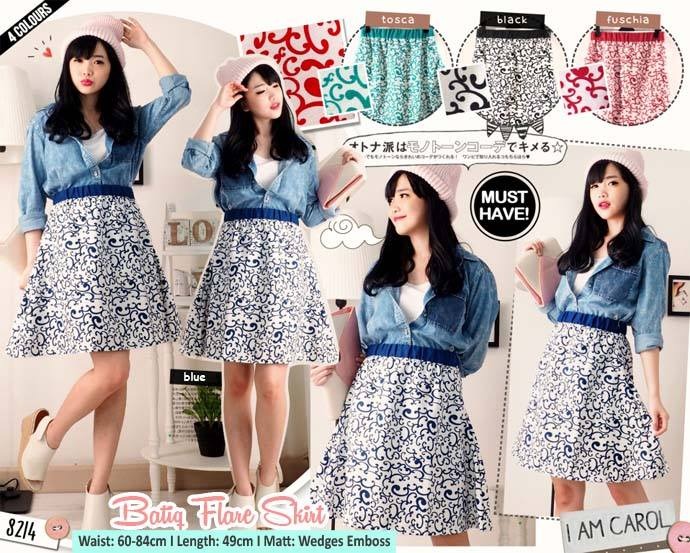 4 COLOURS
tosca
black
fuschia
オトナ派はモノトーンコーデでキメる☆
MUST
HAVE!
LO
blue
Batiq Flare Skirt
8214
Waist: 60-84cm I Length: 49cm I Matt: Wedges Emboss
I AM CAROL